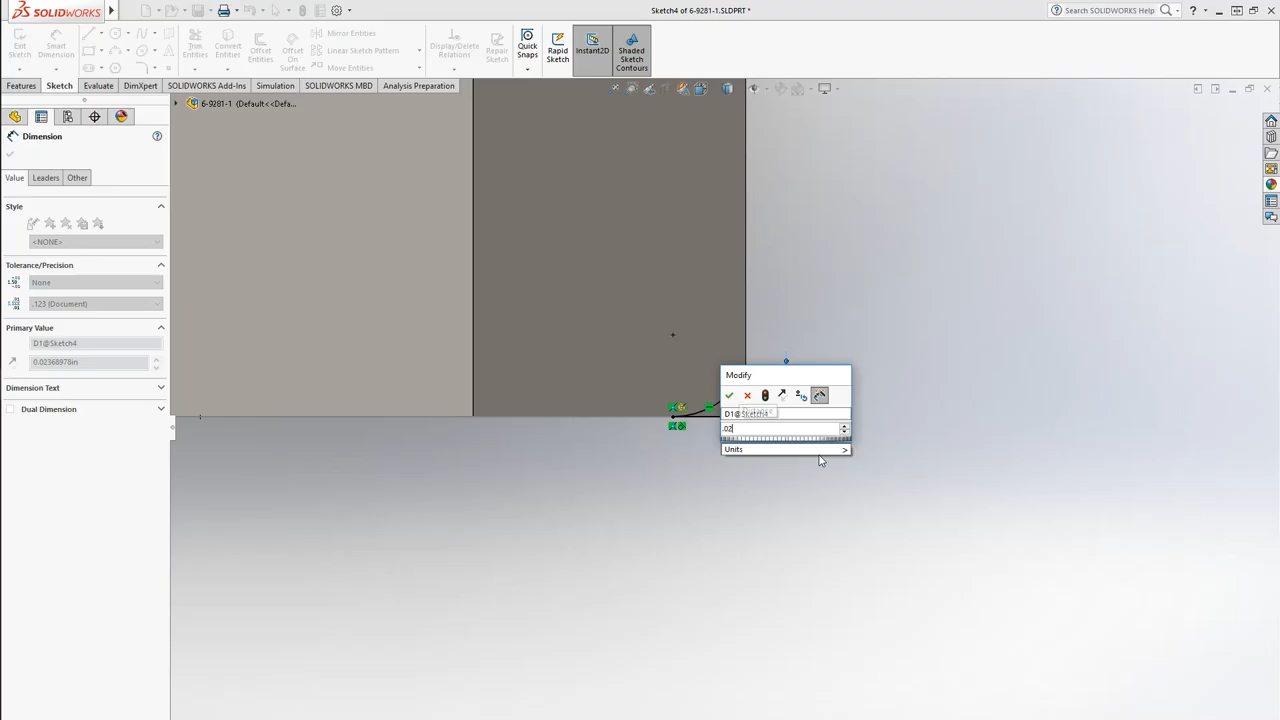 SOLIDWORKS
Sketch4 of 6-9281-1.SLDPRT *
Search SOLIDWORKS Help
Exit Sketch
Smart Dimension
Trim Entities
Convert Entities
Offset Entities
Offset On Surface
Mirror Entities
Linear Sketch Pattern
Move Entities
Display/Delete Relations
Repair Sketch
Quick Snaps
Rapid Sketch
Instant2D
Shaded Sketch Contours
Features
Sketch
Evaluate
DimXpert
SOLIDWORKS Add-Ins
Simulation
SOLIDWORKS MBD
Analysis Preparation
6-9281-1 (Default<<Defa...
Dimension
Value
Leaders
Other
Style
<NONE>
Tolerance/Precision
None
.123 (Document)
Primary Value
D1@Sketch4
0.02368978in
Dimension Text
Dual Dimension
Modify
D1@Sketch4
.02
Units >